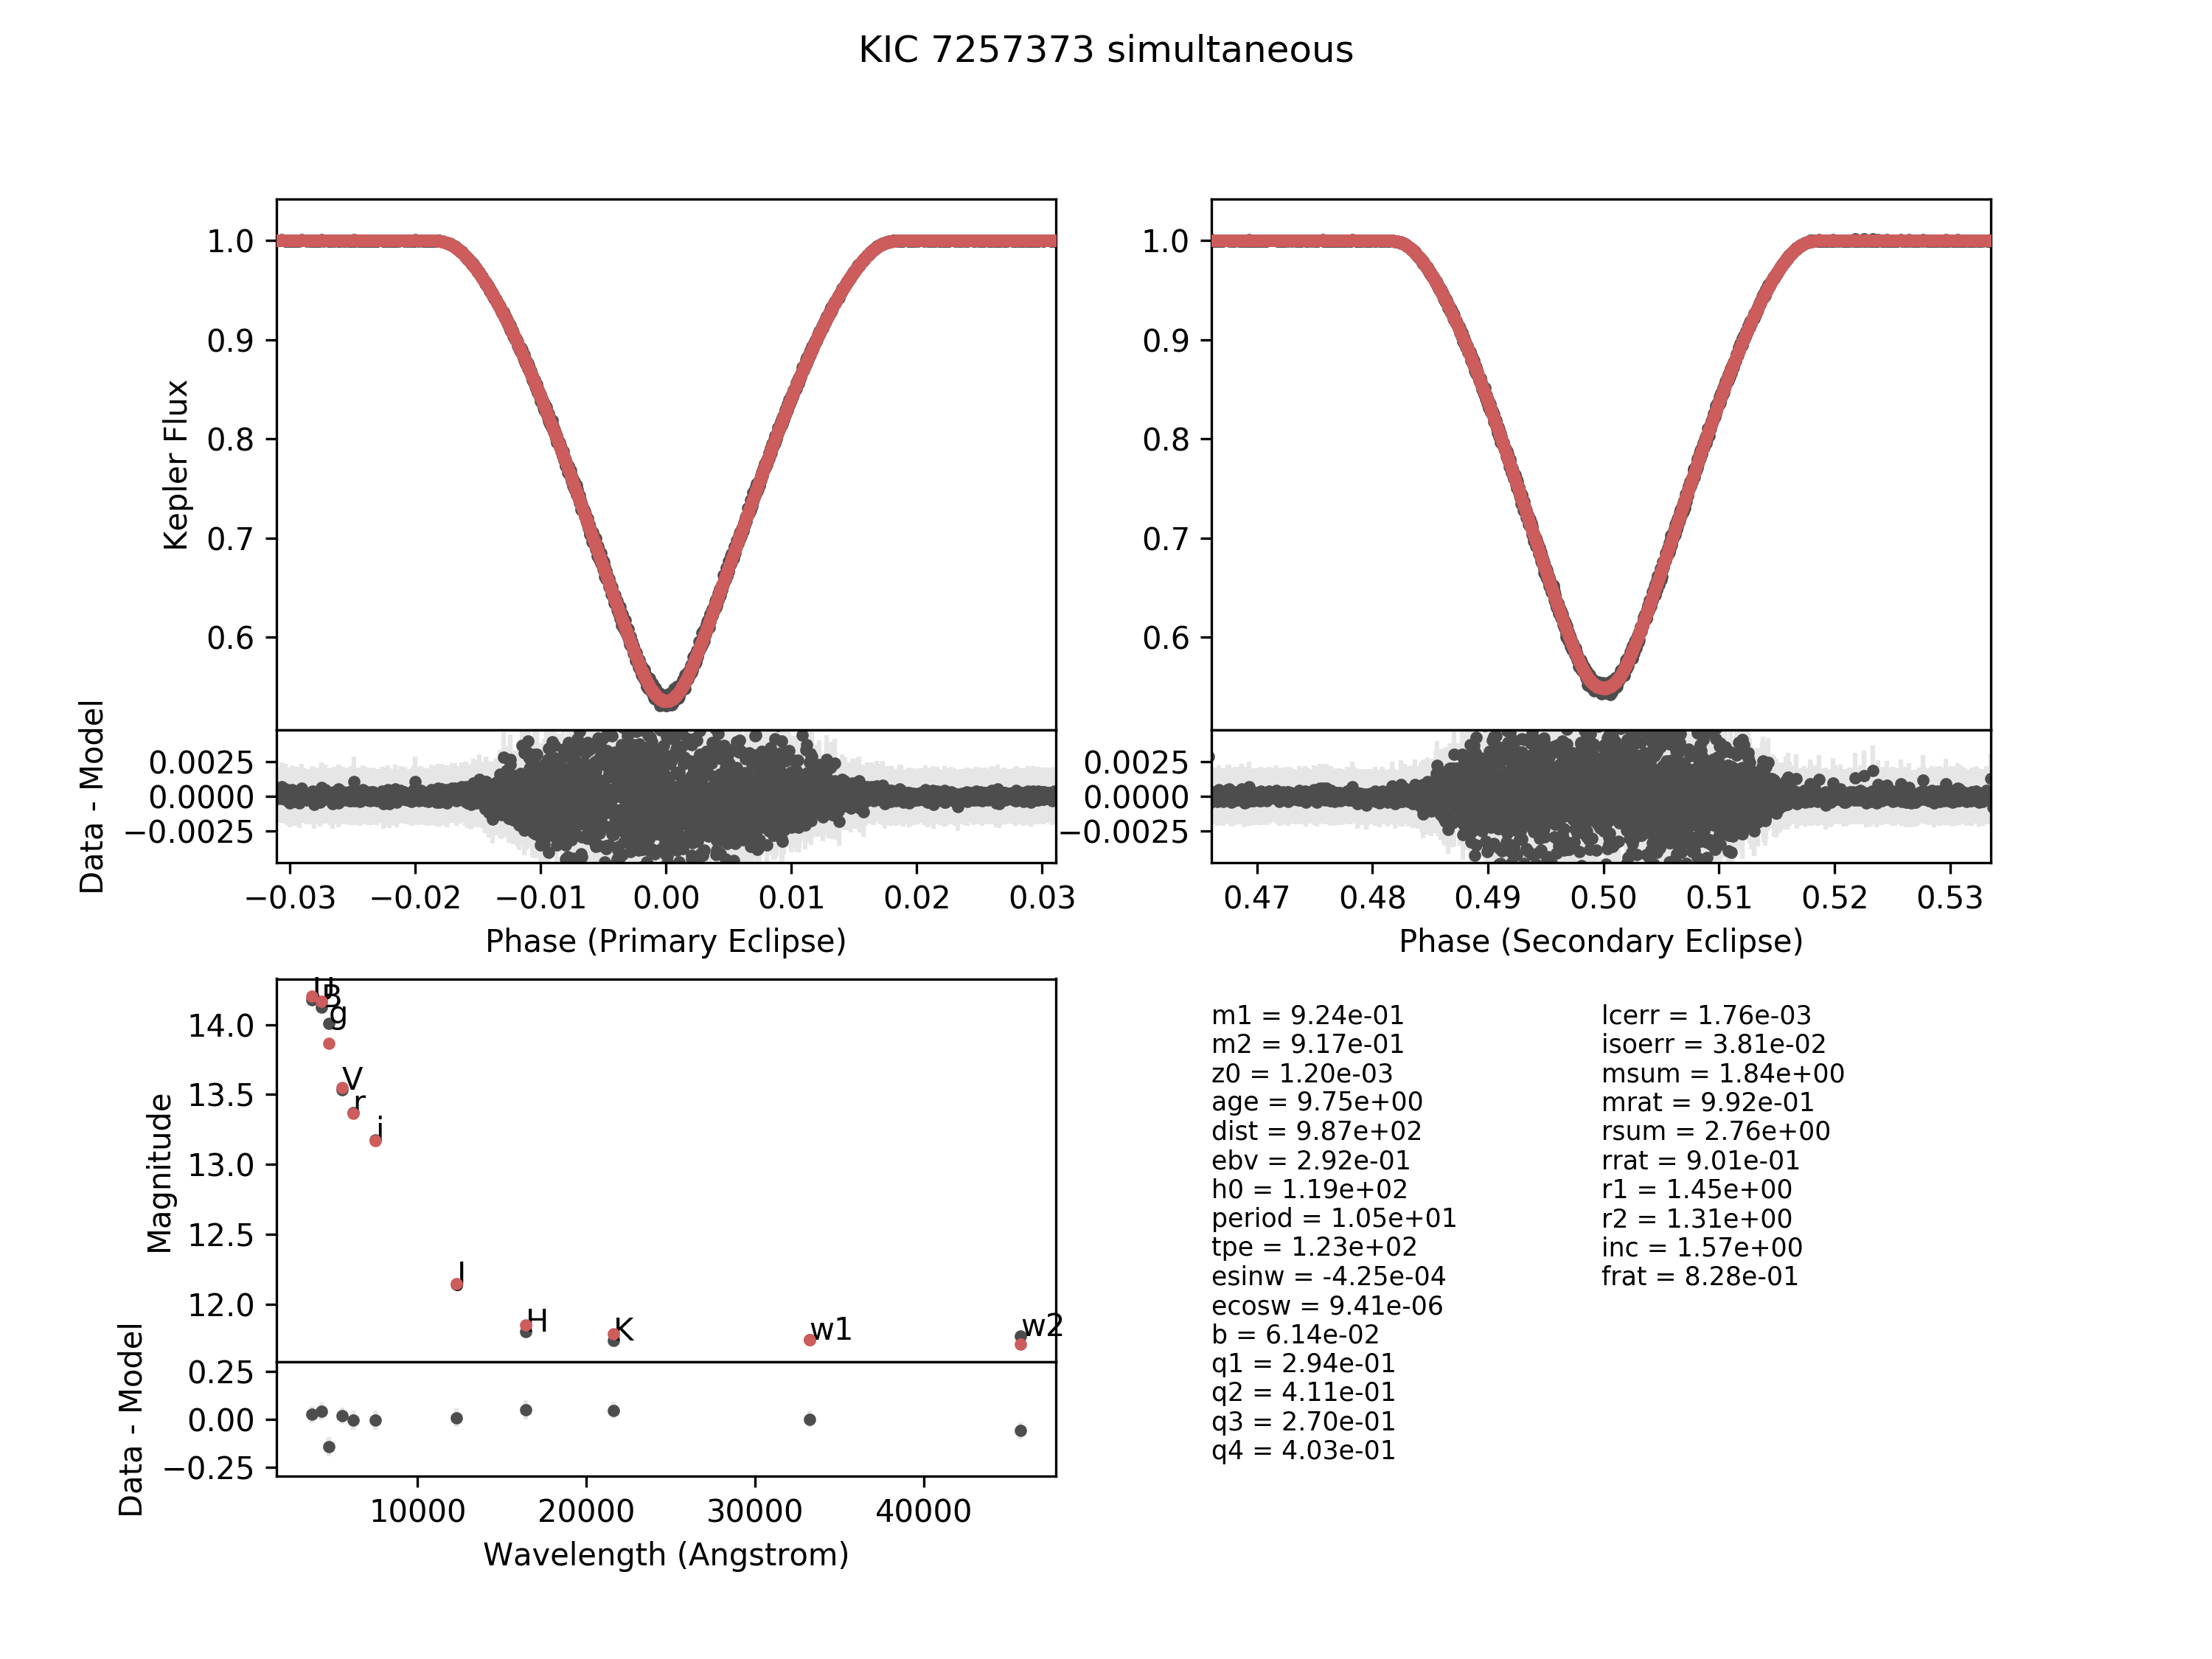 KIC 7257373 simultaneous
Kepler Flux
1.0
0.9
0.8
0.7
0.6
Data - Model
0.0025
0.0000
−0.0025
−0.03 −0.02 −0.01 0.00 0.01 0.02 0.03
Phase (Primary Eclipse)
1.0
0.9
0.8
0.7
0.6
0.0025
0.0000
−0.0025
0.47 0.48 0.49 0.50 0.51 0.52 0.53
Phase (Secondary Eclipse)
Magnitude
14.0
13.5
13.0
12.5
12.0
U
B
g
V
r
i
J
H
K
w1
w2
Data - Model
0.25
0.00
−0.25
10000 20000 30000 40000
Wavelength (Angstrom)
m1 = 9.24e-01
m2 = 9.17e-01
z0 = 1.20e-03
age = 9.75e+00
dist = 9.87e+02
ebv = 2.92e-01
h0 = 1.19e+02
period = 1.05e+01
tpe = 1.23e+02
esinw = -4.25e-04
ecosw = 9.41e-06
b = 6.14e-02
q1 = 2.94e-01
q2 = 4.11e-01
q3 = 2.70e-01
q4 = 4.03e-01
lcerr = 1.76e-03
isoerr = 3.81e-02
msum = 1.84e+00
mrat = 9.92e-01
rsum = 2.76e+00
rrat = 9.01e-01
r1 = 1.45e+00
r2 = 1.31e+00
inc = 1.57e+00
frat = 8.28e-01